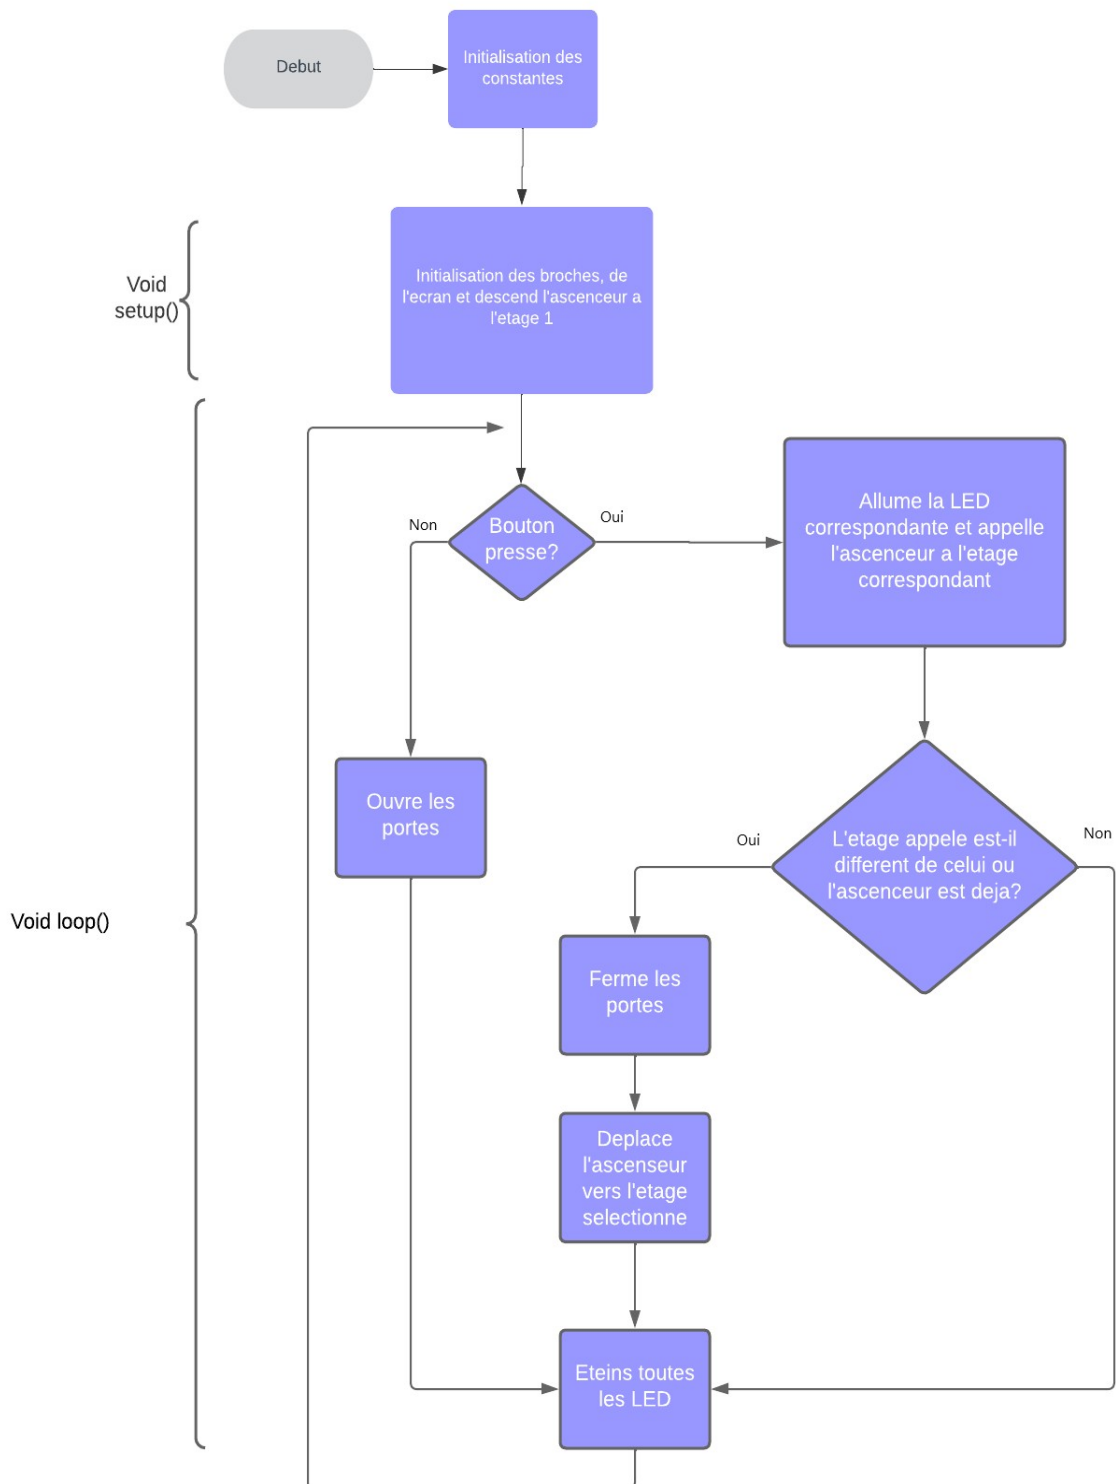 Debut
Initialisation des
constantes
Void
setup()
Initialisation des broches, de
l'ecran et descend l'ascenceur a
l'etage 1
Non
Bouton
presse?
Oui
Allume la LED
correspondante et appelle
l'ascenceur a l'etage
correspondant
Ouvre les
portes
Oui
L'etage appele est-il
different de celui ou
l'ascenceur est deja?
Non
Void loop()
Ferme les
portes
Deplace
l'ascenseur
vers l'etage
selectionne
Eteins toutes
les LED